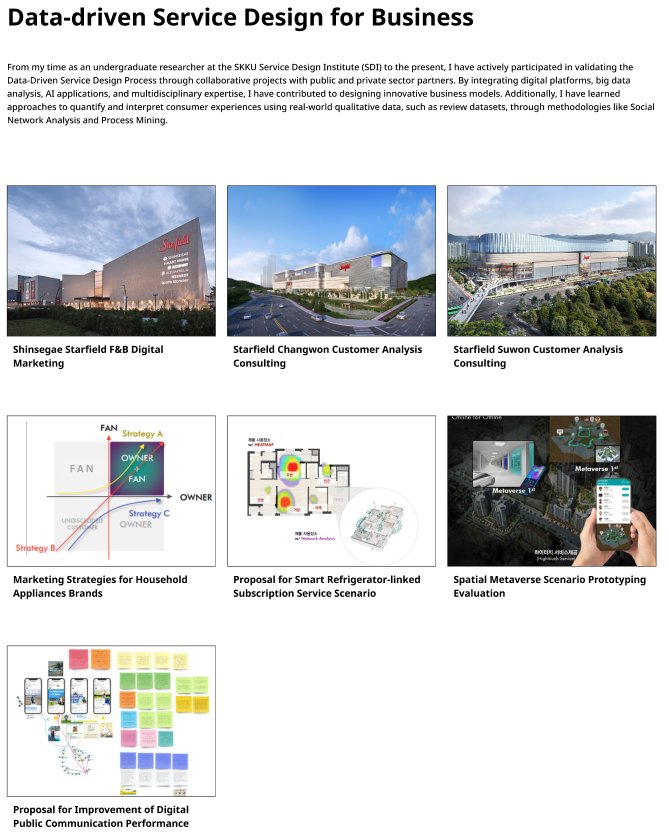 Data-driven Service Design for Business
From my time as an undergraduate researcher at the SKKU Service Design Institute (SDI) to the present, I have actively participated in validating the
Data-Driven Service Design Process through collaborative projects with public and private sector partners. By integrating digital platforms, big data
analysis, AI applications, and multidisciplinary expertise, I have contributed to designing innovative business models. Additionally, I have learned
approaches to quantify and interpret consumer experiences using real-world qualitative data, such as review datasets, through methodologies like Social
Network Analysis and Process Mining.
Starfield
Shinsegae Starfield F&B Digital
Marketing
Starfield Changwon Customer Analysis
Consulting
Starfield Suwon Customer Analysis
Consulting
FAN
Strategy A
FAN
OWNER
+
FAN
OWNER
UNDISCLOSED
CUSTOMER
OWNER
Strategy C
Strategy B
Marketing Strategies for Household
Appliances Brands
제품 사용장소
w/ HEATMAP
제품 사용장소
w/ Network Analysis
Proposal for Smart Refrigerator-linked
Subscription Service Scenario
Online for Offline
Metaverse 1st
Metaverse 1st
하이터치 서비스제공
(Hightouch Service)
Spatial Metaverse Scenario Prototyping
Evaluation
Proposal for Improvement of Digital
Public Communication Performance